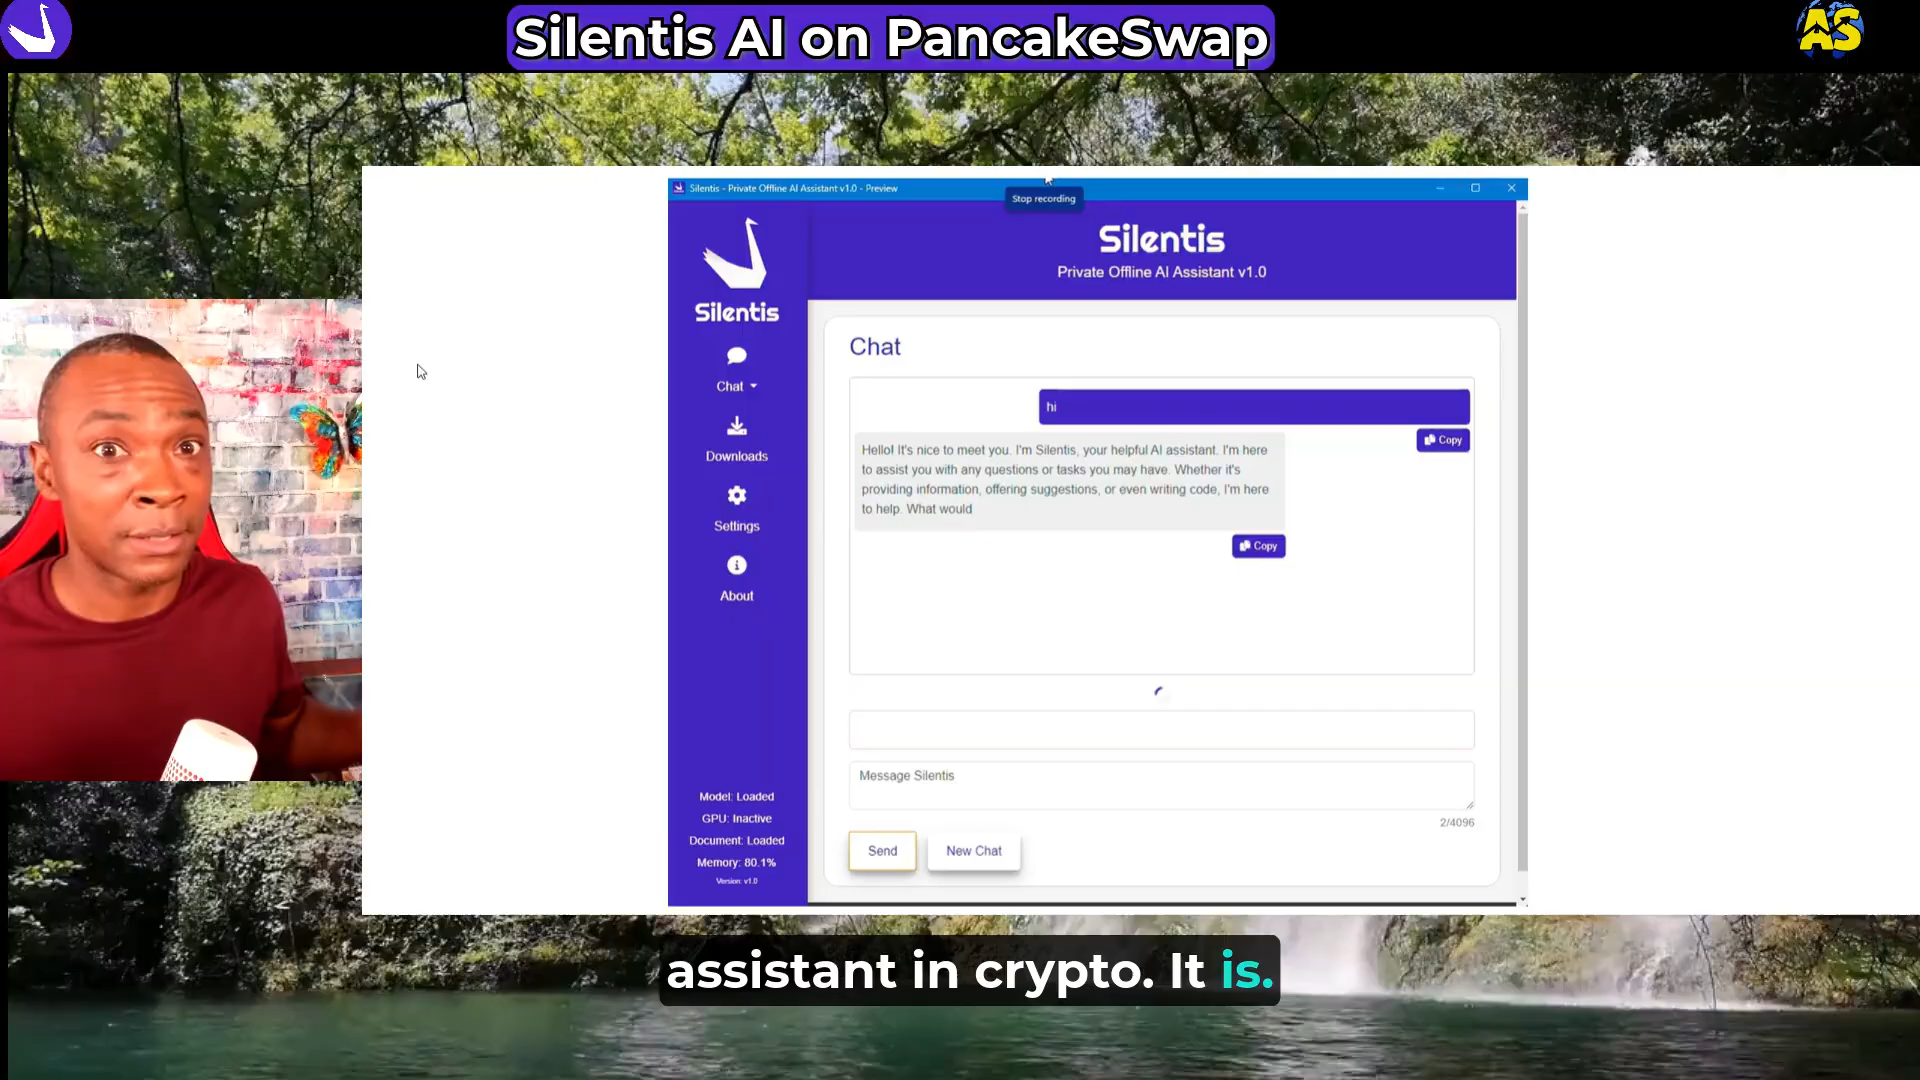 Silentis AI on PancakeSwap
AS
Silentis - Private Offline AI Assistant v1.0 - Preview
Stop recording
Silentis
Private Offline AI Assistant v1.0
Silentis
Chat
Downloads
Settings
About
Model: Loaded
GPU: Inactive
Document: Loaded
Memory: 80.1%
Version: v1.0
Chat
hi
Copy
Hello! It's nice to meet you. I'm Silentis, your helpful AI assistant. I'm here
to assist you with any questions or tasks you may have. Whether it's
providing information, offering suggestions, or even writing code, I'm here
to help. What would
Copy
Message Silentis
2/4096
Send
New Chat
assistant in crypto. It is.